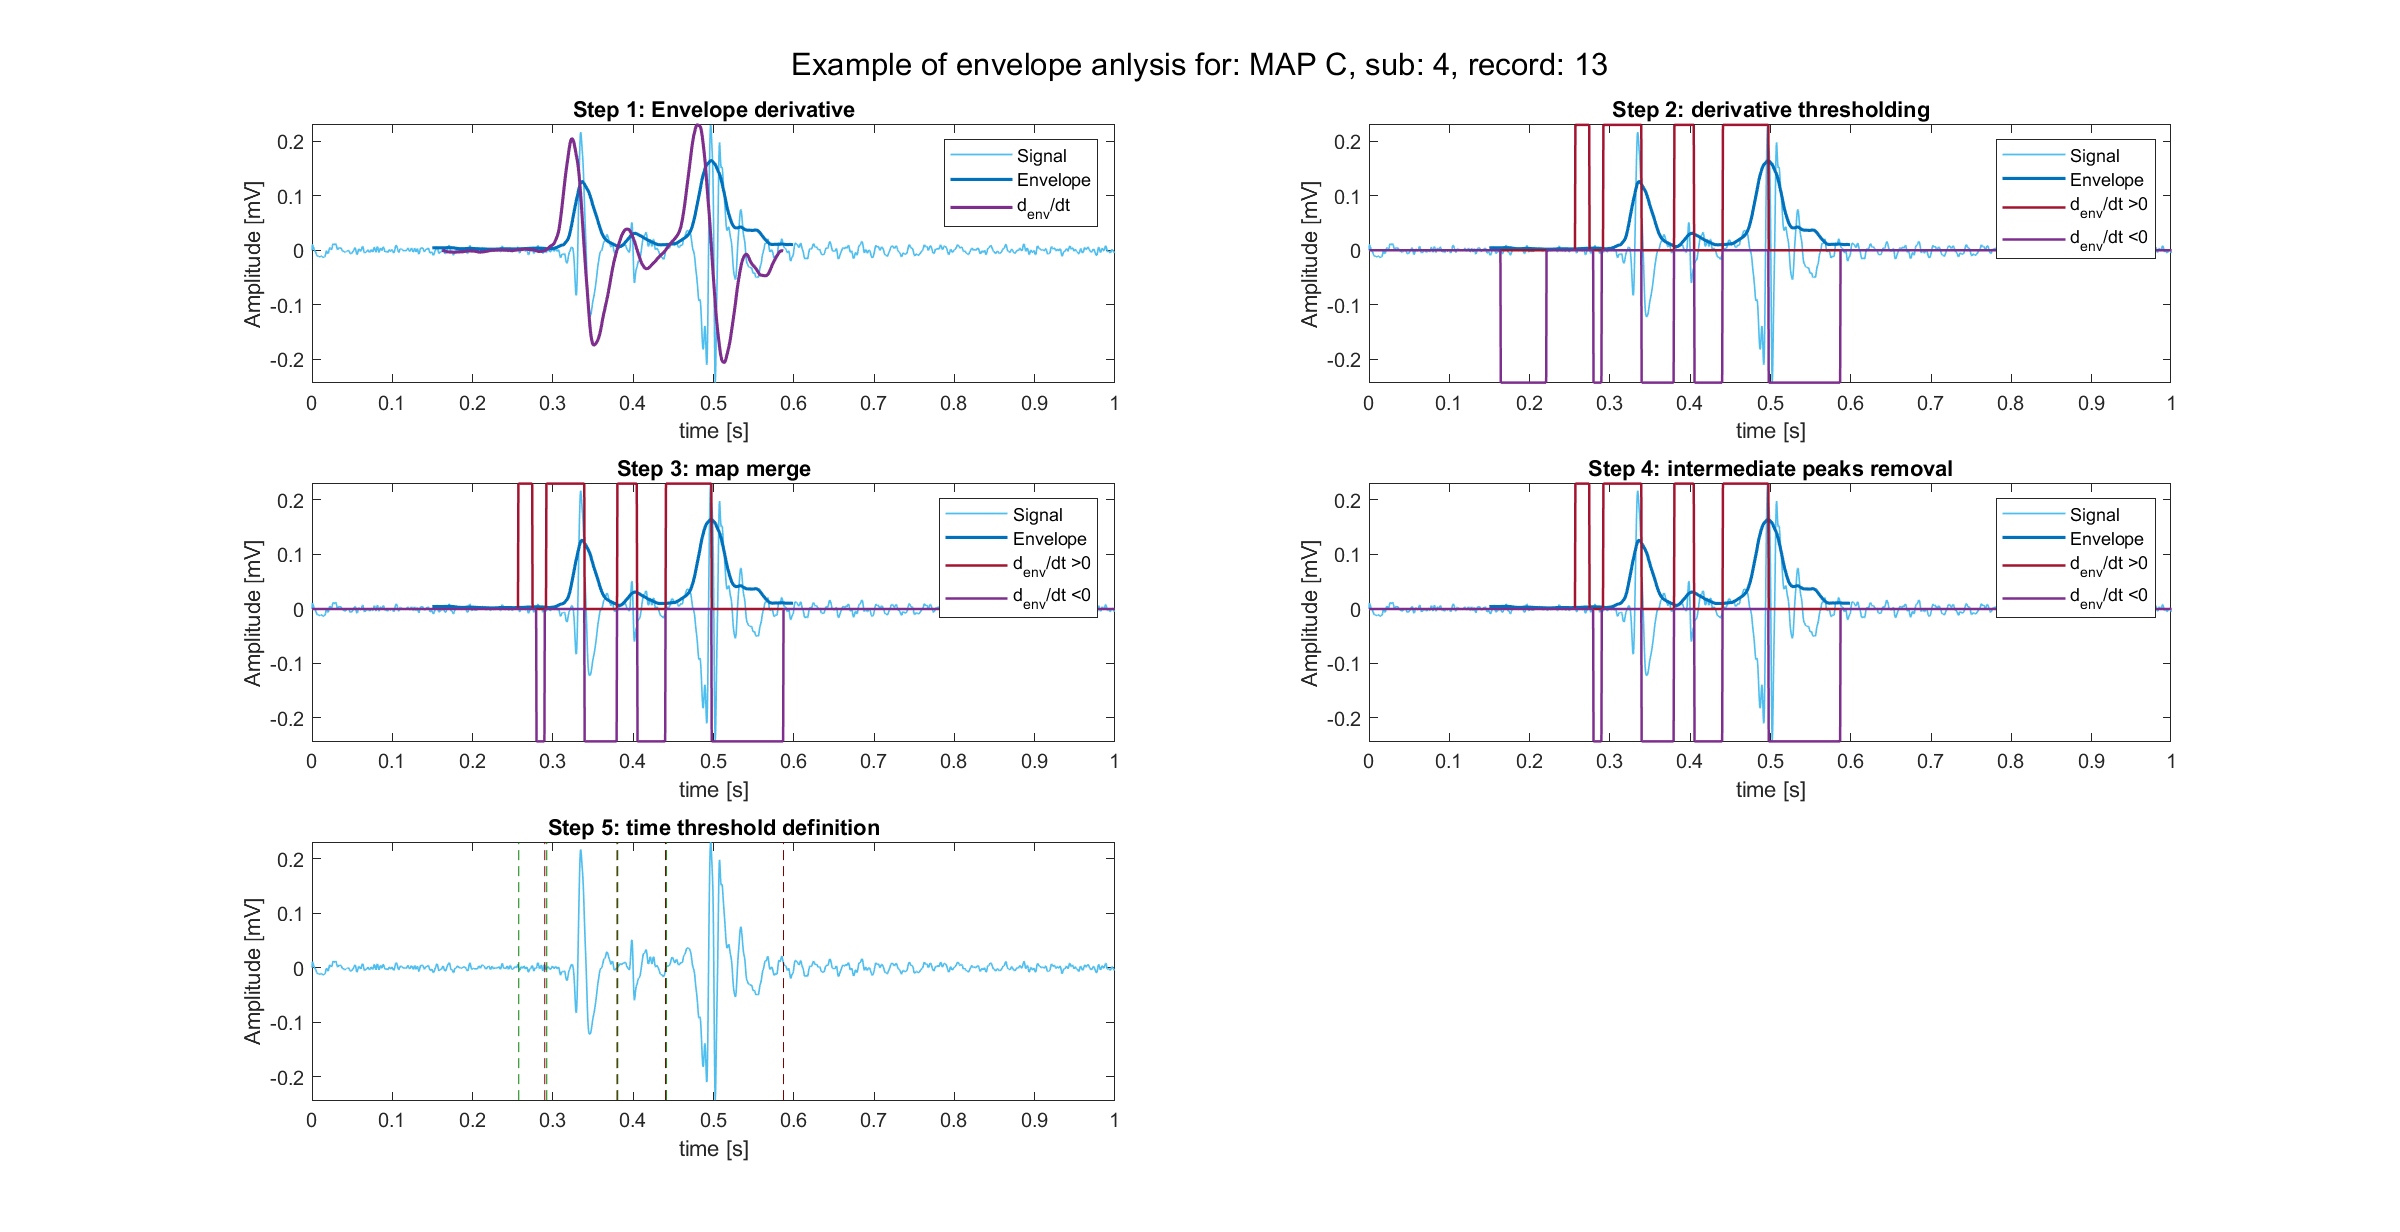 Example of envelope anlysis for: MAP C, sub: 4, record: 13
Step 1: Envelope derivative
0.2
0.1
0
-0.1
-0.2
Amplitude [mV]
0 0.1 0.2 0.3 0.4 0.5 0.6 0.7 0.8 0.9 1
time [s]
Signal
Envelope
d_env/dt
Step 2: derivative thresholding
0.2
0.1
0
-0.1
-0.2
Amplitude [mV]
0 0.1 0.2 0.3 0.4 0.5 0.6 0.7 0.8 0.9 1
time [s]
Signal
Envelope
d_env/dt >0
d_env/dt <0
Step 3: map merge
0.2
0.1
0
-0.1
-0.2
Amplitude [mV]
0 0.1 0.2 0.3 0.4 0.5 0.6 0.7 0.8 0.9 1
time [s]
Signal
Envelope
d_env/dt >0
d_env/dt <0
Step 4: intermediate peaks removal
0.2
0.1
0
-0.1
-0.2
Amplitude [mV]
0 0.1 0.2 0.3 0.4 0.5 0.6 0.7 0.8 0.9 1
time [s]
Signal
Envelope
d_env/dt >0
d_env/dt <0
Step 5: time threshold definition
0.2
0.1
0
-0.1
-0.2
Amplitude [mV]
0 0.1 0.2 0.3 0.4 0.5 0.6 0.7 0.8 0.9 1
time [s]